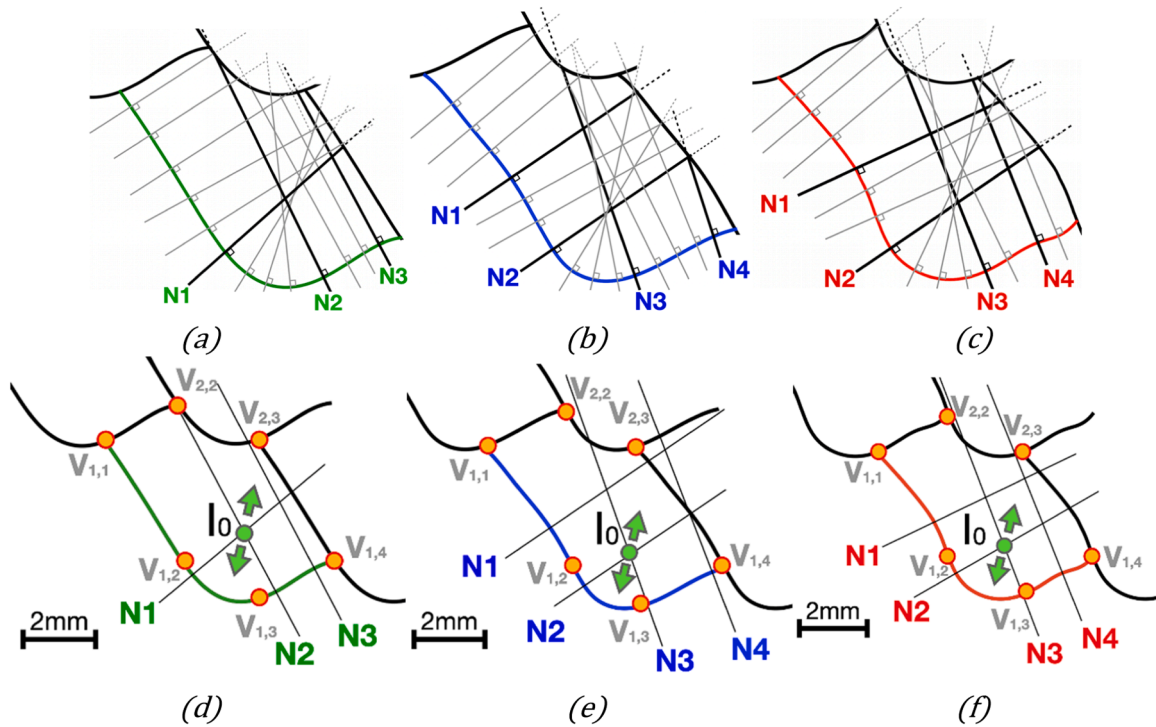 N1
N2
N3
N1
N2
N3
N4
N1
N2
N3
N4
(a)
(b)
(c)
V2,2
V2,3
V1,1
I0
V1,2
V1,4
V1,3
N1
N2
N3
2mm
V2,2
V2,3
V1,1
I0
V1,2
V1,4
V1,3
N1
N2
N3
N4
2mm
V2,2
V2,3
V1,1
I0
V1,2
V1,4
V1,3
N1
N2
N3
N4
2mm
(d)
(e)
(f)